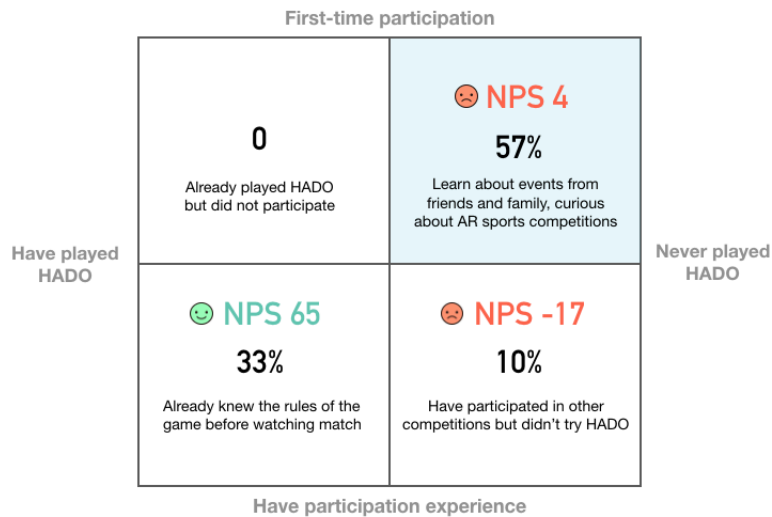 First-time participation
NPS 4
0
57%
Already played HADO
but did not participate
Learn about events from
friends and family, curious
about AR sports competitions
Have played
HADO
Never played
HADO
NPS 65
NPS -17
33%
10%
Already knew the rules of the
game before watching match
Have participated in other
competitions but didn't try HADO
Have participation experience